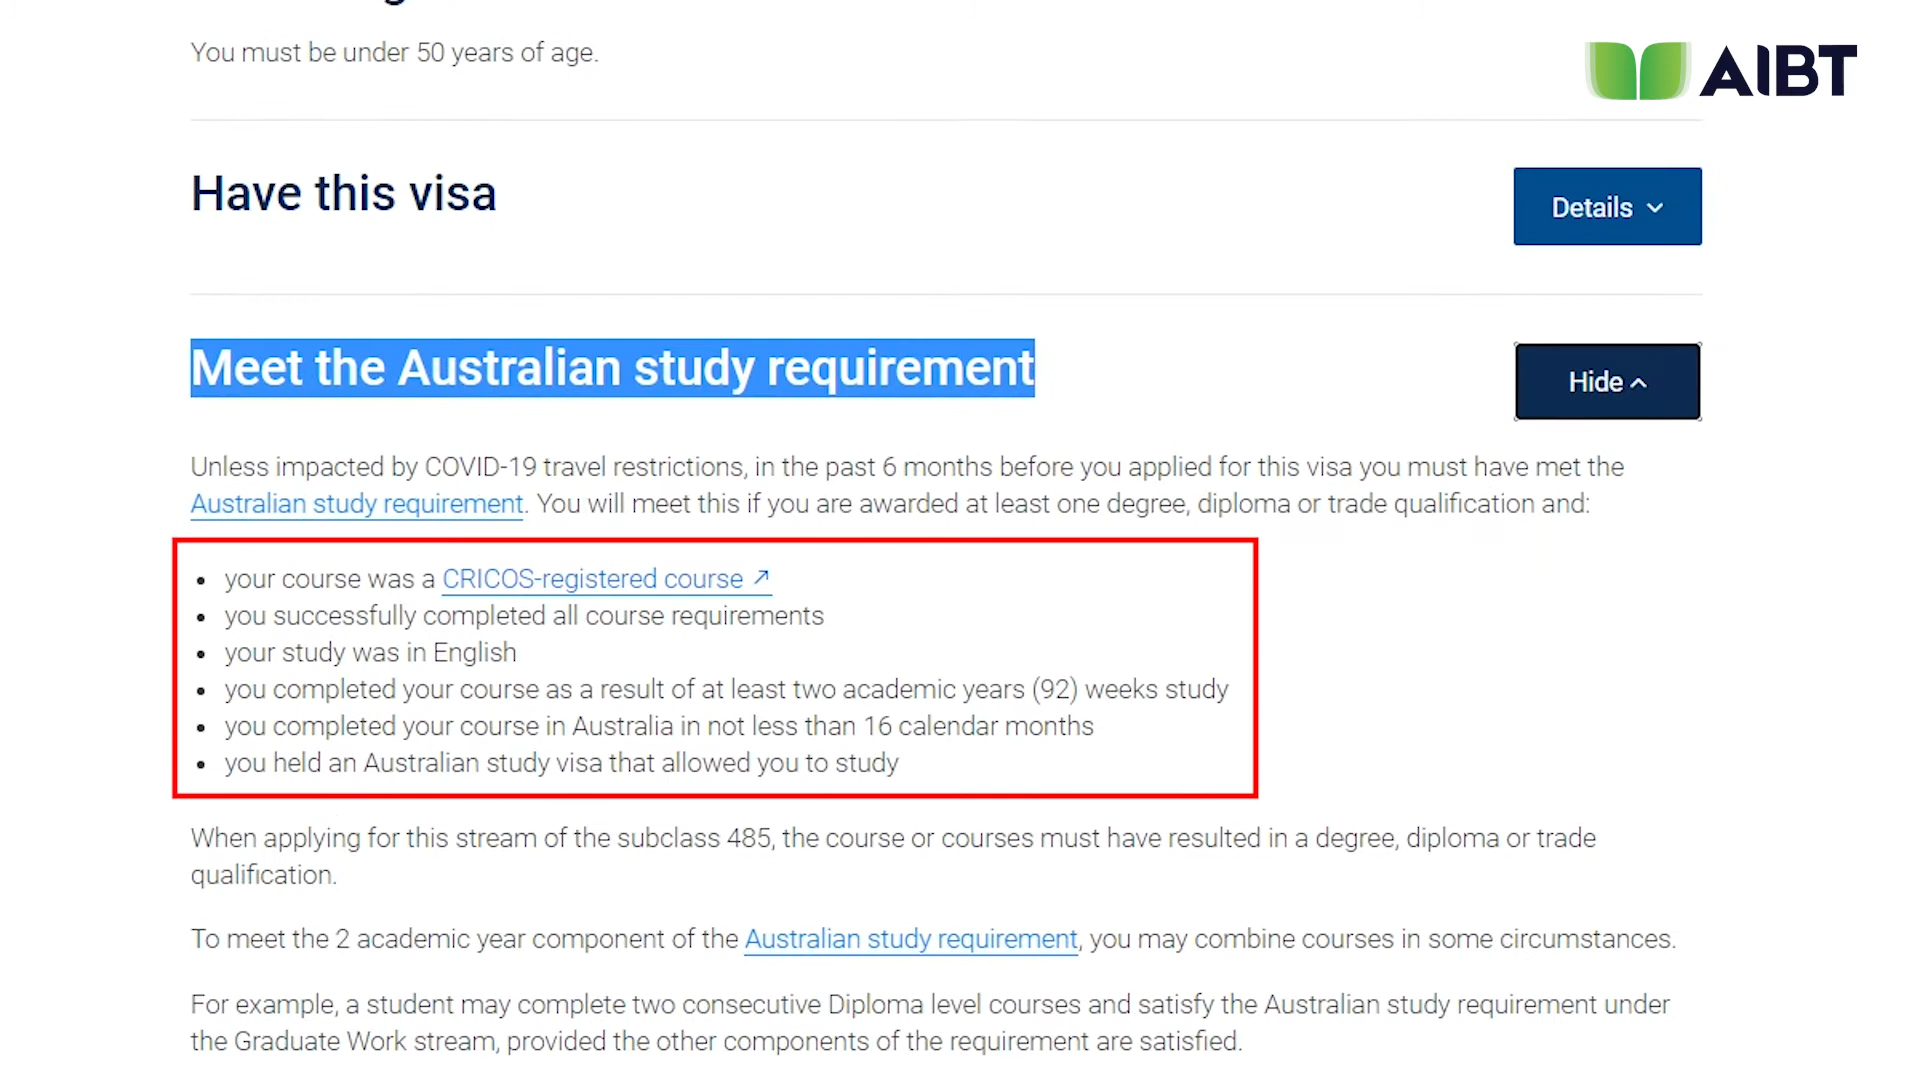 You must be under 50 years of age.
AIBT
Have this visa
Details
Meet the Australian study requirement
Hide
Unless impacted by COVID-19 travel restrictions, in the past 6 months before you applied for this visa you must have met the
Australian study requirement. You will meet this if you are awarded at least one degree, diploma or trade qualification and:
• your course was a CRICOS-registered course ↗
• you successfully completed all course requirements
• your study was in English
• you completed your course as a result of at least two academic years (92) weeks study
• you completed your course in Australia in not less than 16 calendar months
• you held an Australian study visa that allowed you to study
When applying for this stream of the subclass 485, the course or courses must have resulted in a degree, diploma or trade
qualification.
To meet the 2 academic year component of the Australian study requirement, you may combine courses in some circumstances.
For example, a student may complete two consecutive Diploma level courses and satisfy the Australian study requirement under
the Graduate Work stream, provided the other components of the requirement are satisfied.